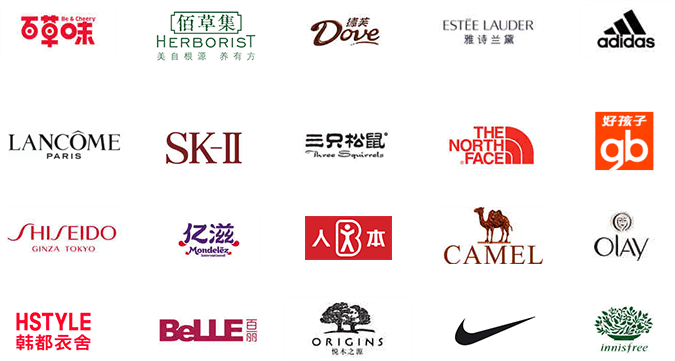 百草味
Be & Cheery
佰草集
HERBORIST
美自根源 养有方
德芙
Dove
ESTĒE LAUDER
雅诗兰黛
adidas
LANCÔME
PARIS
SK-II
三只松鼠
Three Squirrels
THE
NORTH
FACE
好孩子
gb
SHISEIDO
GINZA TOKYO
亿滋
Mondelēz
International
人本
CAMEL
OLAY
HSTYLE
韩都衣舍
BeLLE
百丽
ORIGINS
悦木之源
innisfree